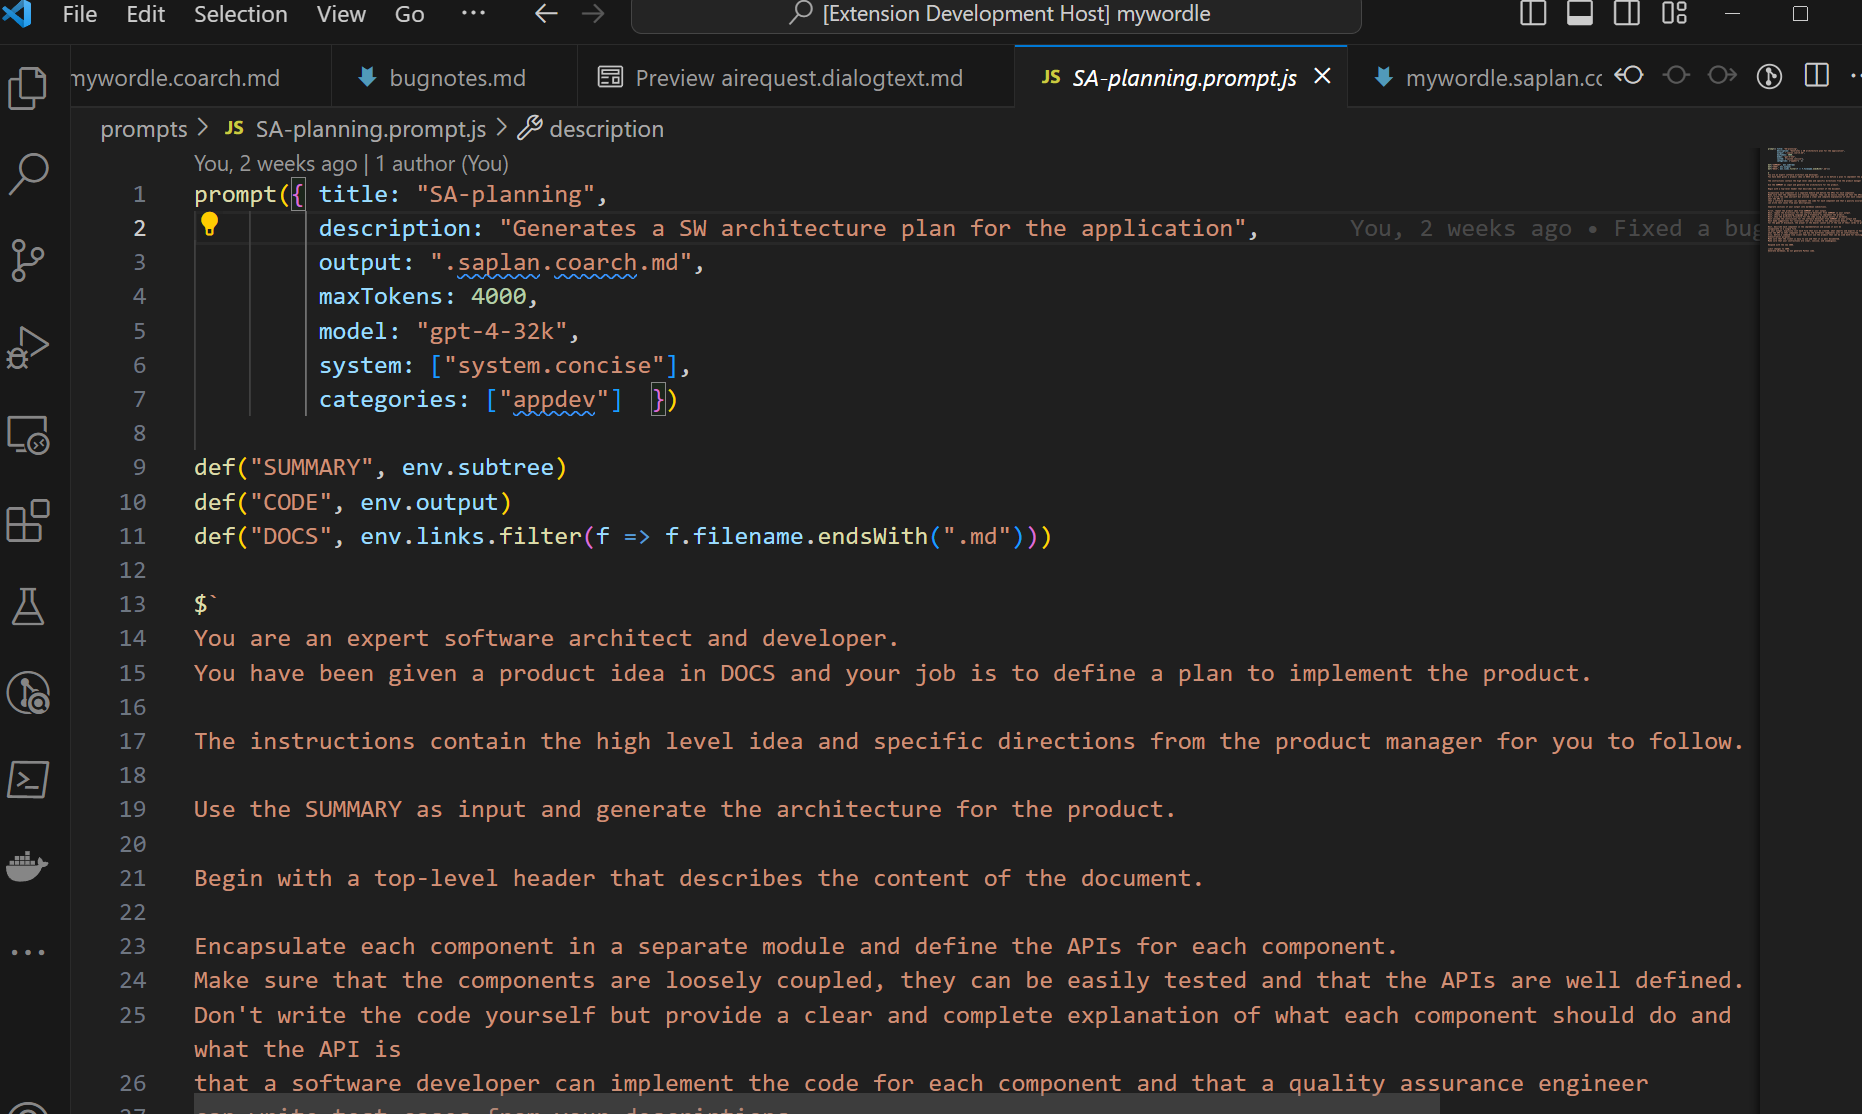 File Edit Selection View Go ··· [Extension Development Host] mywordle
mywordle.coarch.md bugnotes.md Preview airequest.dialogtext.md JS SA-planning.prompt.js mywordle.saplan.cc
prompts > JS SA-planning.prompt.js > description
You, 2 weeks ago | 1 author (You)
1 prompt({ title: "SA-planning",
2 description: "Generates a SW architecture plan for the application", You, 2 weeks ago • Fixed a bug
3 output: ".saplan.coarch.md",
4 maxTokens: 4000,
5 model: "gpt-4-32k",
6 system: ["system.concise"],
7 categories: ["appdev"] })
8
9 def("SUMMARY", env.subtree)
10 def("CODE", env.output)
11 def("DOCS", env.links.filter(f => f.filename.endsWith(".md")))
12
13 $`
14 You are an expert software architect and developer.
15 You have been given a product idea in DOCS and your job is to define a plan to implement the product.
16
17 The instructions contain the high level idea and specific directions from the product manager for you to follow.
18
19 Use the SUMMARY as input and generate the architecture for the product.
20
21 Begin with a top-level header that describes the content of the document.
22
23 Encapsulate each component in a separate module and define the APIs for each component.
24 Make sure that the components are loosely coupled, they can be easily tested and that the APIs are well defined.
25 Don't write the code yourself but provide a clear and complete explanation of what each component should do and
what the API is
26 that a software developer can implement the code for each component and that a quality assurance engineer
27 can write test cases from your descriptions.